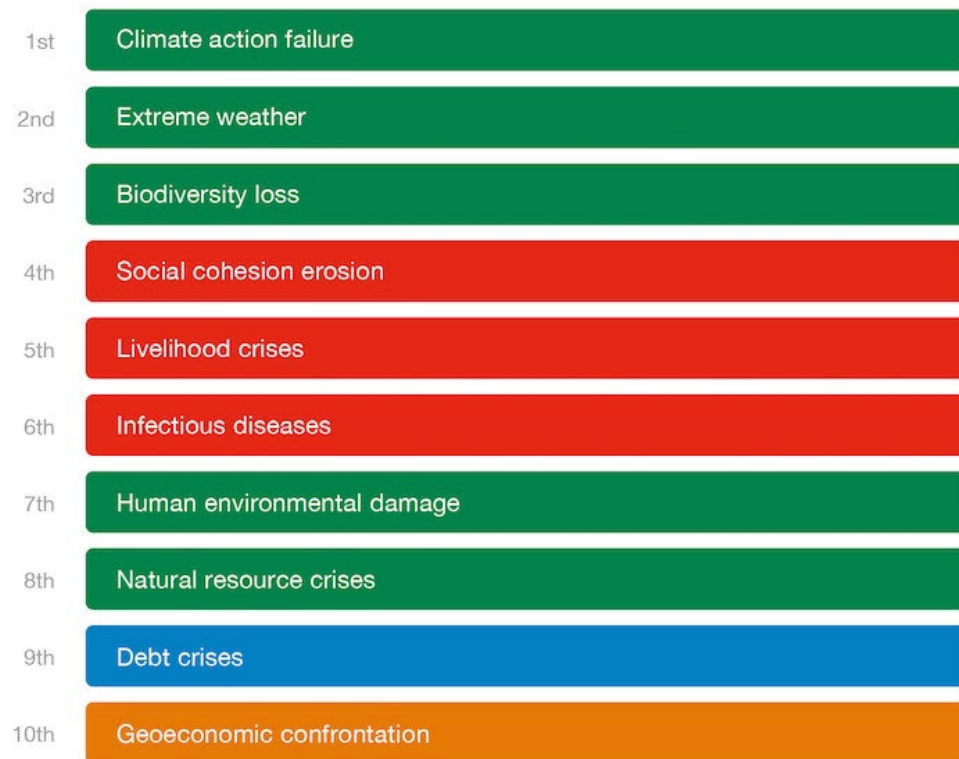 1st Climate action failure
2nd Extreme weather
3rd Biodiversity loss
4th Social cohesion erosion
5th Livelihood crises
6th Infectious diseases
7th Human environmental damage
8th Natural resource crises
9th Debt crises
10th Geoeconomic confrontation